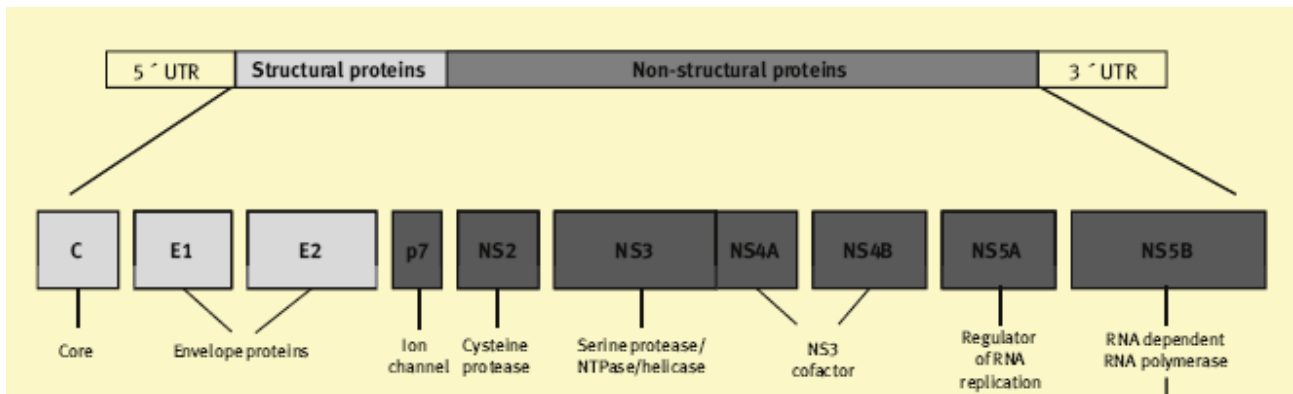 5´ UTR Structural proteins Non-structural proteins 3´ UTR
C E1 E2 p7 NS2 NS3 NS4A NS4B NS5A NS5B
Core
Envelope proteins
Ion
channel
Cysteine
protease
Serine protease/
NTPase/helicase
NS3
cofactor
Regulator
of RNA
replication
RNA dependent
RNA polymerase